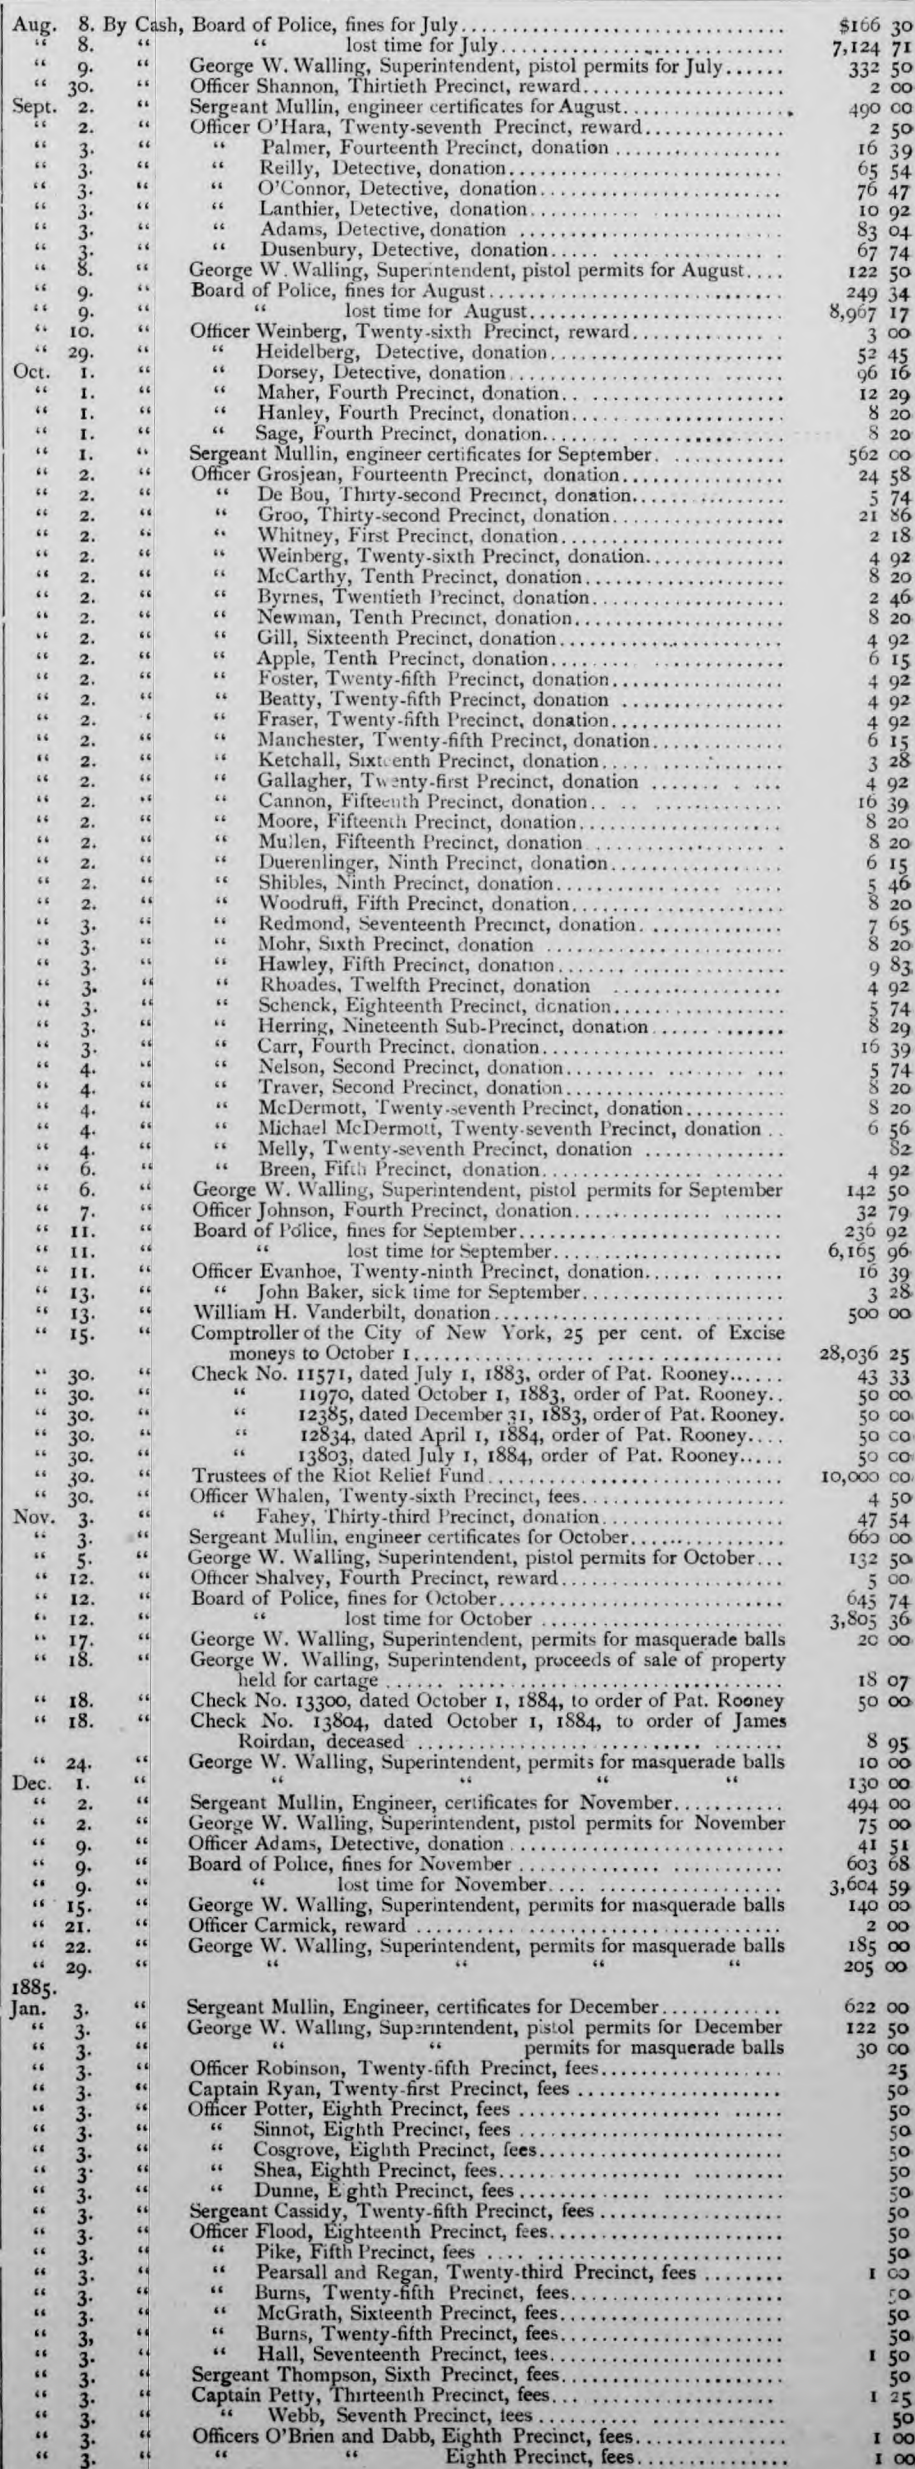 Aug. 8. By Cash, Board of Police, fines for July........ $166 30
“ 8. “ “ lost time for July........ 7,124 71
“ 9. “ George W. Walling, Superintendent, pistol permits for July...... 332 50
“ 30. “ Officer Shannon, Thirtieth Precinct, reward........ 2 00
Sept. 2. “ Sergeant Mullin, engineer certificates for August........ 490 00
“ 2. “ Officer O'Hara, Twenty-seventh Precinct, reward........ 2 50
“ 3. “ “ Palmer, Fourteenth Precinct, donation ........ 16 39
“ 3. “ “ Reilly, Detective, donation........ 65 54
“ 3. “ “ O'Connor, Detective, donation........ 76 47
“ 3. “ “ Lanthier, Detective, donation........ 10 92
“ 3. “ “ Adams, Detective, donation ........ 83 04
“ 3. “ “ Dusenbury, Detective, donation........ 67 74
“ 8. “ George W. Walling, Superintendent, pistol permits for August.... 122 50
“ 9. “ Board of Police, fines for August........ 249 34
“ 9. “ “ lost time for August........ 8,967 17
“ 10. “ Officer Weinberg, Twenty-sixth Precinct, reward........ 3 00
“ 29. “ “ Heidelberg, Detective, donation........ 52 45
Oct. 1. “ “ Dorsey, Detective, donation........ 96 16
“ 1. “ “ Maher, Fourth Precinct, donation........ 12 29
“ 1. “ “ Hanley, Fourth Precinct, donation........ 8 20
“ 1. “ “ Sage, Fourth Precinct, donation........ 8 20
“ 1. “ Sergeant Mullin, engineer certificates for September........ 562 00
“ 2. “ Officer Grosjean, Fourteenth Precinct, donation........ 24 58
“ 2. “ “ De Bou, Thirty-second Precinct, donation........ 5 74
“ 2. “ “ Groo, Thirty-second Precinct, donation........ 21 86
“ 2. “ “ Whitney, First Precinct, donation........ 2 18
“ 2. “ “ Weinberg, Twenty-sixth Precinct, donation........ 4 92
“ 2. “ “ McCarthy, Tenth Precinct, donation........ 8 20
“ 2. “ “ Byrnes, Twentieth Precinct, donation........ 2 46
“ 2. “ “ Newman, Tenth Precinct, donation........ 8 20
“ 2. “ “ Gill, Sixteenth Precinct, donation........ 4 92
“ 2. “ “ Apple, Tenth Precinct, donation........ 6 15
“ 2. “ “ Foster, Twenty-fifth Precinct, donation........ 4 92
“ 2. “ “ Beatty, Twenty-fifth Precinct, donation ........ 4 92
“ 2. “ “ Fraser, Twenty-fifth Precinct, donation........ 4 92
“ 2. “ “ Manchester, Twenty-fifth Precinct, donation........ 6 15
“ 2. “ “ Ketchall, Sixteenth Precinct, donation........ 3 28
“ 2. “ “ Gallagher, Twenty-first Precinct, donation ........ 4 92
“ 2. “ “ Cannon, Fifteenth Precinct, donation........ 16 39
“ 2. “ “ Moore, Fifteenth Precinct, donation........ 8 20
“ 2. “ “ Mullen, Fifteenth Precinct, donation ........ 8 20
“ 2. “ “ Duerenlinger, Ninth Precinct, donation........ 6 15
“ 2. “ “ Shibles, Ninth Precinct, donation........ 5 46
“ 2. “ “ Woodruff, Fifth Precinct, donation........ 8 20
“ 3. “ “ Redmond, Seventeenth Precinct, donation........ 7 65
“ 3. “ “ Mohr, Sixth Precinct, donation ........ 8 20
“ 3. “ “ Hawley, Fifth Precinct, donation........ 9 83
“ 3. “ “ Rhoades, Twelfth Precinct, donation ........ 4 92
“ 3. “ “ Schenck, Eighteenth Precinct, donation........ 5 74
“ 3. “ “ Herring, Nineteenth Sub-Precinct, donation........ 8 29
“ 3. “ “ Carr, Fourth Precinct. donation........ 16 39
“ 4. “ “ Nelson, Second Precinct, donation........ 5 74
“ 4. “ “ Traver, Second Precinct, donation........ 8 20
“ 4. “ “ McDermott, Twenty-seventh Precinct, donation........ 8 20
“ 4. “ “ Michael McDermott, Twenty-seventh Precinct, donation .. 6 56
“ 4. “ “ Melly, Twenty-seventh Precinct, donation ........ 82
“ 6. “ “ Breen, Fifth Precinct, donation........ 4 92
“ 6. “ George W. Walling, Superintendent, pistol permits for September 142 50
“ 7. “ Officer Johnson, Fourth Precinct, donation........ 32 79
“ 11. “ Board of Police, fines for September........ 236 92
“ 11. “ “ lost time for September........ 6,165 96
“ 11. “ Officer Evanhoe, Twenty-ninth Precinct, donation........ 16 39
“ 13. “ “ John Baker, sick time for September........ 3 28
“ 13. “ William H. Vanderbilt, donation........ 500 00
“ 15. “ Comptroller of the City of New York, 25 per cent. of Excise
moneys to October 1........ 28,036 25
“ 30. “ Check No. 11571, dated July 1, 1883, order of Pat. Rooney...... 43 33
“ 30. “ “ 11970, dated October 1, 1883, order of Pat. Rooney.. 50 00
“ 30. “ “ 12385, dated December 31, 1883, order of Pat. Rooney. 50 00
“ 30. “ “ 12834, dated April 1, 1884, order of Pat. Rooney.... 50 00
“ 30. “ “ 13803, dated July 1, 1884, order of Pat. Rooney..... 50 00
“ 30. “ Trustees of the Riot Relief Fund........ 10,000 00
“ 30. “ Officer Whalen, Twenty-sixth Precinct, fees........ 4 50
Nov. 3. “ “ Fahey, Thirty-third Precinct, donation........ 47 54
“ 3. “ Sergeant Mullin, engineer certificates for October........ 660 00
“ 5. “ George W. Walling, Superintendent, pistol permits for October... 132 50
“ 12. “ Officer Shalvey, Fourth Precinct, reward........ 5 00
“ 12. “ Board of Police, fines for October........ 645 74
“ 12. “ “ lost time for October ........ 3,805 36
“ 17. “ George W. Walling, Superintendent, permits for masquerade balls 20 00
“ 18. “ George W. Walling, Superintendent, proceeds of sale of property
held for cartage ........ 18 07
“ 18. “ Check No. 13300, dated October 1, 1884, to order of Pat. Rooney 50 00
“ 18. “ Check No. 13804, dated October 1, 1884, to order of James
Roirdan, deceased ........ 8 95
“ 24. “ George W. Walling, Superintendent, permits for masquerade balls 10 00
Dec. 1. “ “ “ “ “ 130 00
“ 2. “ Sergeant Mullin, Engineer, certificates for November........ 494 00
“ 2. “ George W. Walling, Superintendent, pistol permits for November 75 00
“ 9. “ Officer Adams, Detective, donation ........ 41 51
“ 9. “ Board of Police, fines for November ........ 603 68
“ 9. “ “ lost time for November........ 3,604 59
“ 15. “ George W. Walling, Superintendent, permits for masquerade balls 140 00
“ 21. “ Officer Carmick, reward ........ 2 00
“ 22. “ George W. Walling, Superintendent, permits for masquerade balls 185 00
“ 29. “ “ “ “ “ 205 00
1885.
Jan. 3. “ Sergeant Mullin, Engineer, certificates for December........ 622 00
“ 3. “ George W. Walling, Superintendent, pistol permits for December 122 50
“ 3. “ “ “ permits for masquerade balls 30 00
“ 3. “ Officer Robinson, Twenty-fifth Precinct, fees........ 25
“ 3. “ Captain Ryan, Twenty-first Precinct, fees ........ 50
“ 3. “ Officer Potter, Eighth Precinct, fees ........ 50
“ 3. “ “ Sinnot, Eighth Precinct, fees ........ 50
“ 3. “ “ Cosgrove, Eighth Precinct, fees........ 50
“ 3. “ “ Shea, Eighth Precinct, fees........ 50
“ 3. “ “ Dunne, Eighth Precinct, fees ........ 50
“ 3. “ Sergeant Cassidy, Twenty-fifth Precinct, fees ........ 50
“ 3. “ Officer Flood, Eighteenth Precinct, fees........ 50
“ 3. “ “ Pike, Fifth Precinct, fees ........ 50
“ 3. “ “ Pearsall and Regan, Twenty-third Precinct, fees ........ 1 00
“ 3. “ “ Burns, Twenty-fifth Precinct, fees........ 50
“ 3. “ “ McGrath, Sixteenth Precinct, fees........ 50
“ 3, “ “ Burns, Twenty-fifth Precinct, fees........ 50
“ 3. “ “ Hall, Seventeenth Precinct, fees........ 1 50
“ 3. “ Sergeant Thompson, Sixth Precinct, fees........ 50
“ 3. “ Captain Petty, Thirteenth Precinct, fees........ 1 25
“ 3. “ “ Webb, Seventh Precinct, fees ........ 50
“ 3. “ Officers O'Brien and Dabb, Eighth Precinct, fees........ 1 00
“ 3. “ “ “ Eighth Precinct, fees........ 1 00